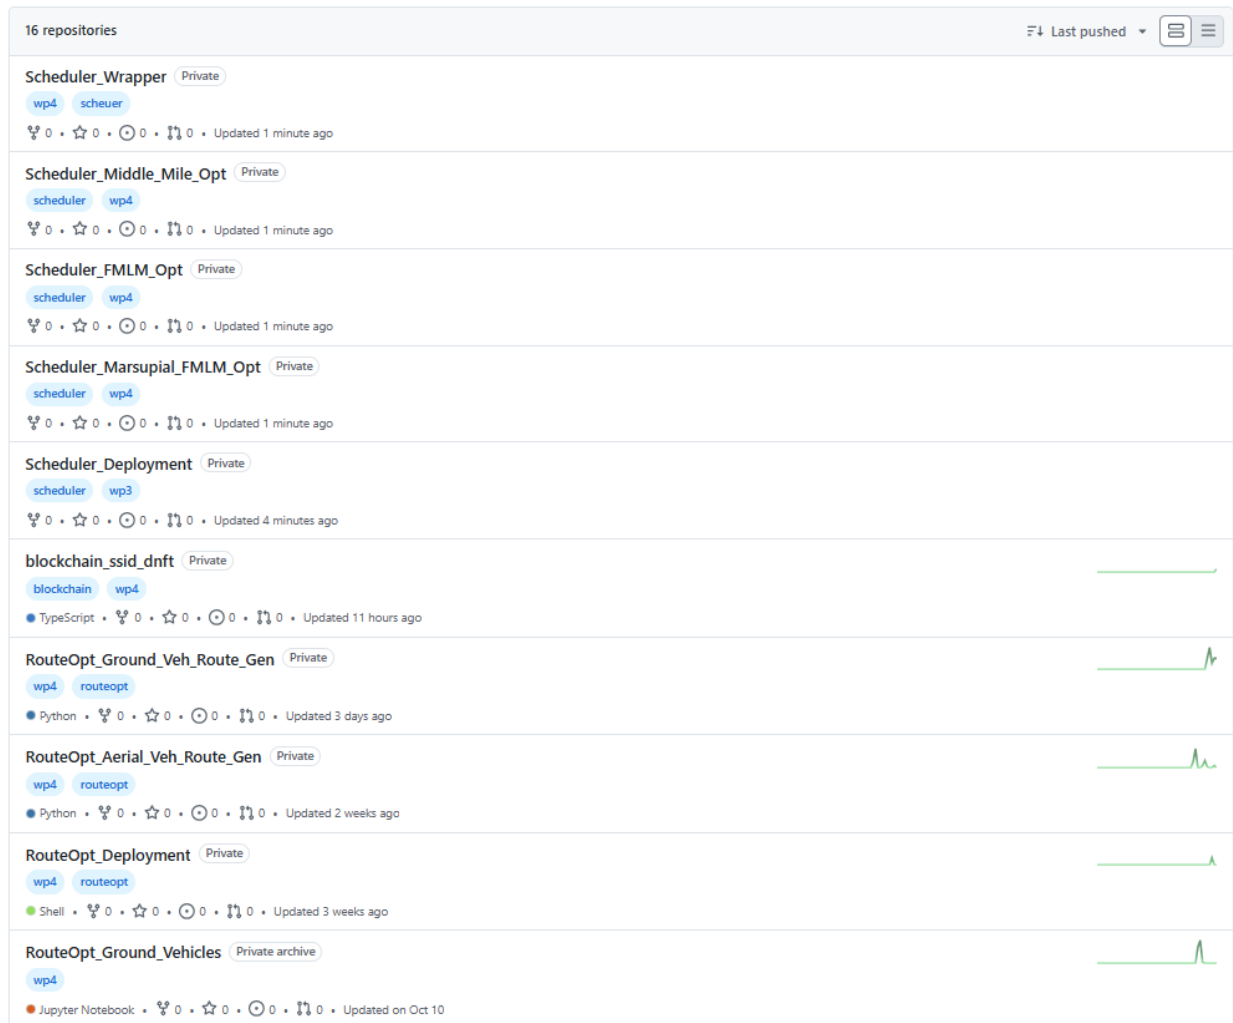 16 repositories Last pushed
Scheduler_Wrapper Private
wp4 scheuer
0 • 0 • 0 • 0 • Updated 1 minute ago
Scheduler_Middle_Mile_Opt Private
scheduler wp4
0 • 0 • 0 • 0 • Updated 1 minute ago
Scheduler_FMLM_Opt Private
scheduler wp4
0 • 0 • 0 • 0 • Updated 1 minute ago
Scheduler_Marsupial_FMLM_Opt Private
scheduler wp4
0 • 0 • 0 • 0 • Updated 1 minute ago
Scheduler_Deployment Private
scheduler wp3
0 • 0 • 0 • 0 • Updated 4 minutes ago
blockchain_ssid_dnft Private
blockchain wp4
TypeScript • 0 • 0 • 0 • 0 • Updated 11 hours ago
RouteOpt_Ground_Veh_Route_Gen Private
wp4 routeopt
Python • 0 • 0 • 0 • 0 • Updated 3 days ago
RouteOpt_Aerial_Veh_Route_Gen Private
wp4 routeopt
Python • 0 • 0 • 0 • 0 • Updated 2 weeks ago
RouteOpt_Deployment Private
wp4 routeopt
Shell • 0 • 0 • 0 • 0 • Updated 3 weeks ago
RouteOpt_Ground_Vehicles Private archive
wp4
Jupyter Notebook • 0 • 0 • 0 • 0 • Updated on Oct 10